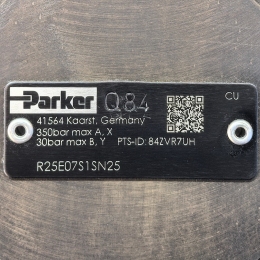 Parker Q84
CU
41564 Kaarst, Germany
350bar max A, X
30bar max B, Y PTS-ID: 84ZVR7UH
R25E07S1SN25